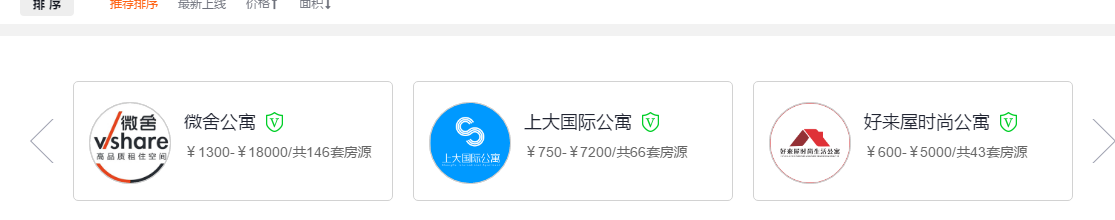 排 序 推荐排序 最新上线 价格 面积
微舍
v/share
高品质租住空间
微舍公寓
￥1300-￥18000/共146套房源
上大国际公寓
上大国际公寓
￥750-￥7200/共66套房源
好来屋时尚生活公寓
好来屋时尚公寓
￥600-￥5000/共43套房源